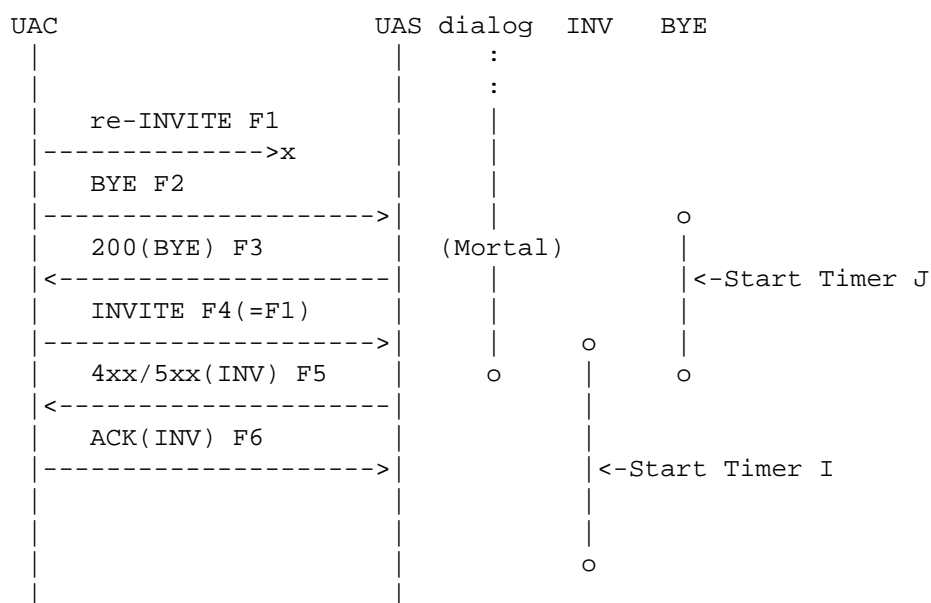 UAC                    UAS dialog   INV    BYE
 |                      |     :
 |                      |     :
 |   re-INVITE F1       |     |
 |-------------->x      |     |
 |   BYE F2             |     |
 |--------------------->|     |           o
 |   200(BYE) F3        |  (Mortal)       |
 |<---------------------|     |           |<-Start Timer J
 |   INVITE F4(=F1)     |     |           |
 |--------------------->|     |     o     |
 |   4xx/5xx(INV) F5    |     o     |     o
 |<---------------------|           |
 |   ACK(INV) F6        |           |
 |--------------------->|           |<-Start Timer I
 |                      |           |
 |                      |           |
 |                      |           o
 |                      |